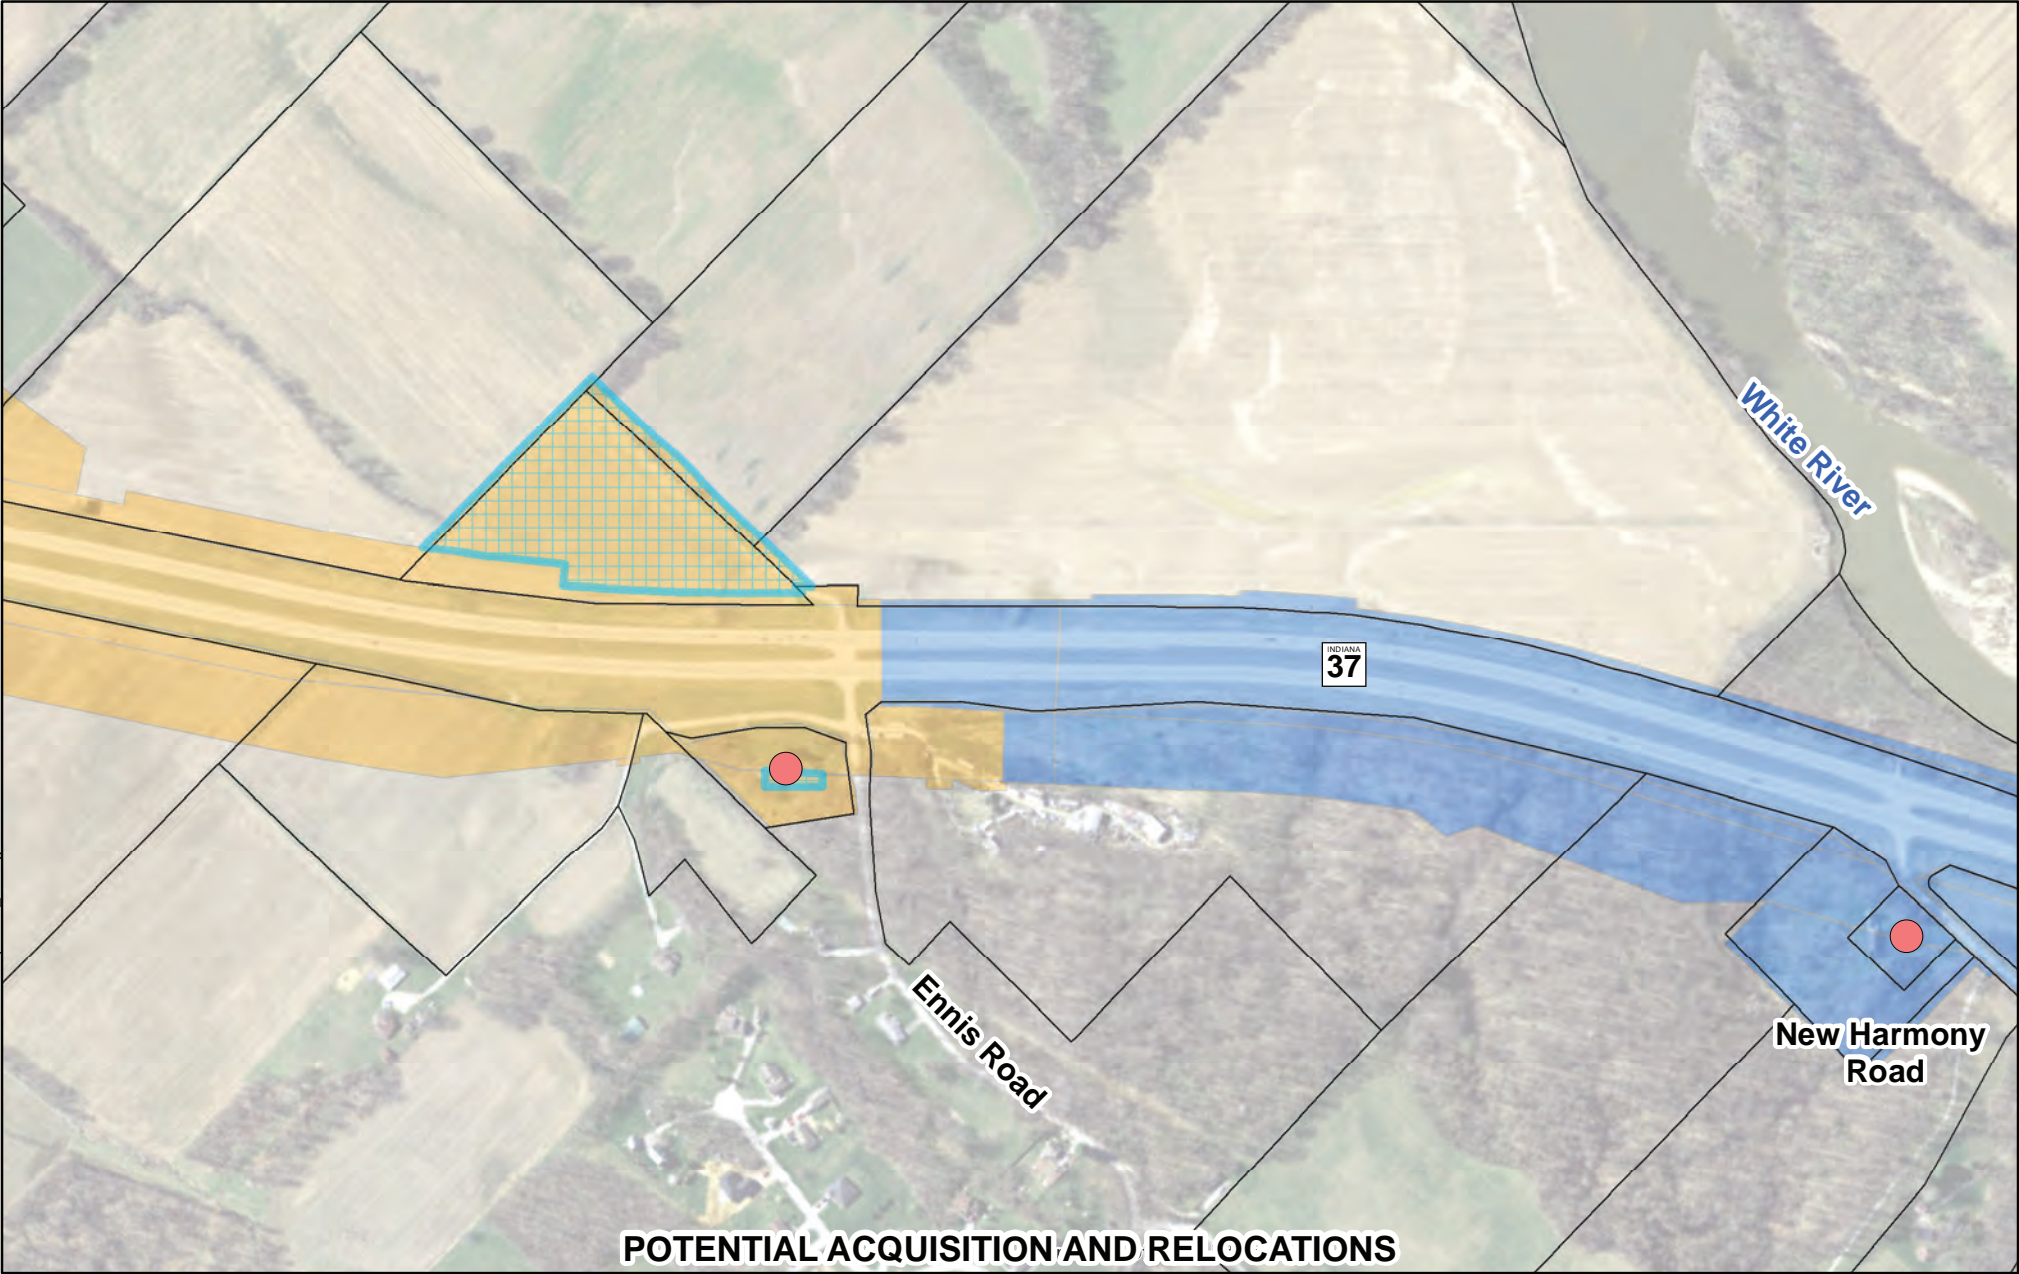 White River
INDIANA
37
Ennis Road
New Harmony
Road
POTENTIAL ACQUISITION AND RELOCATIONS